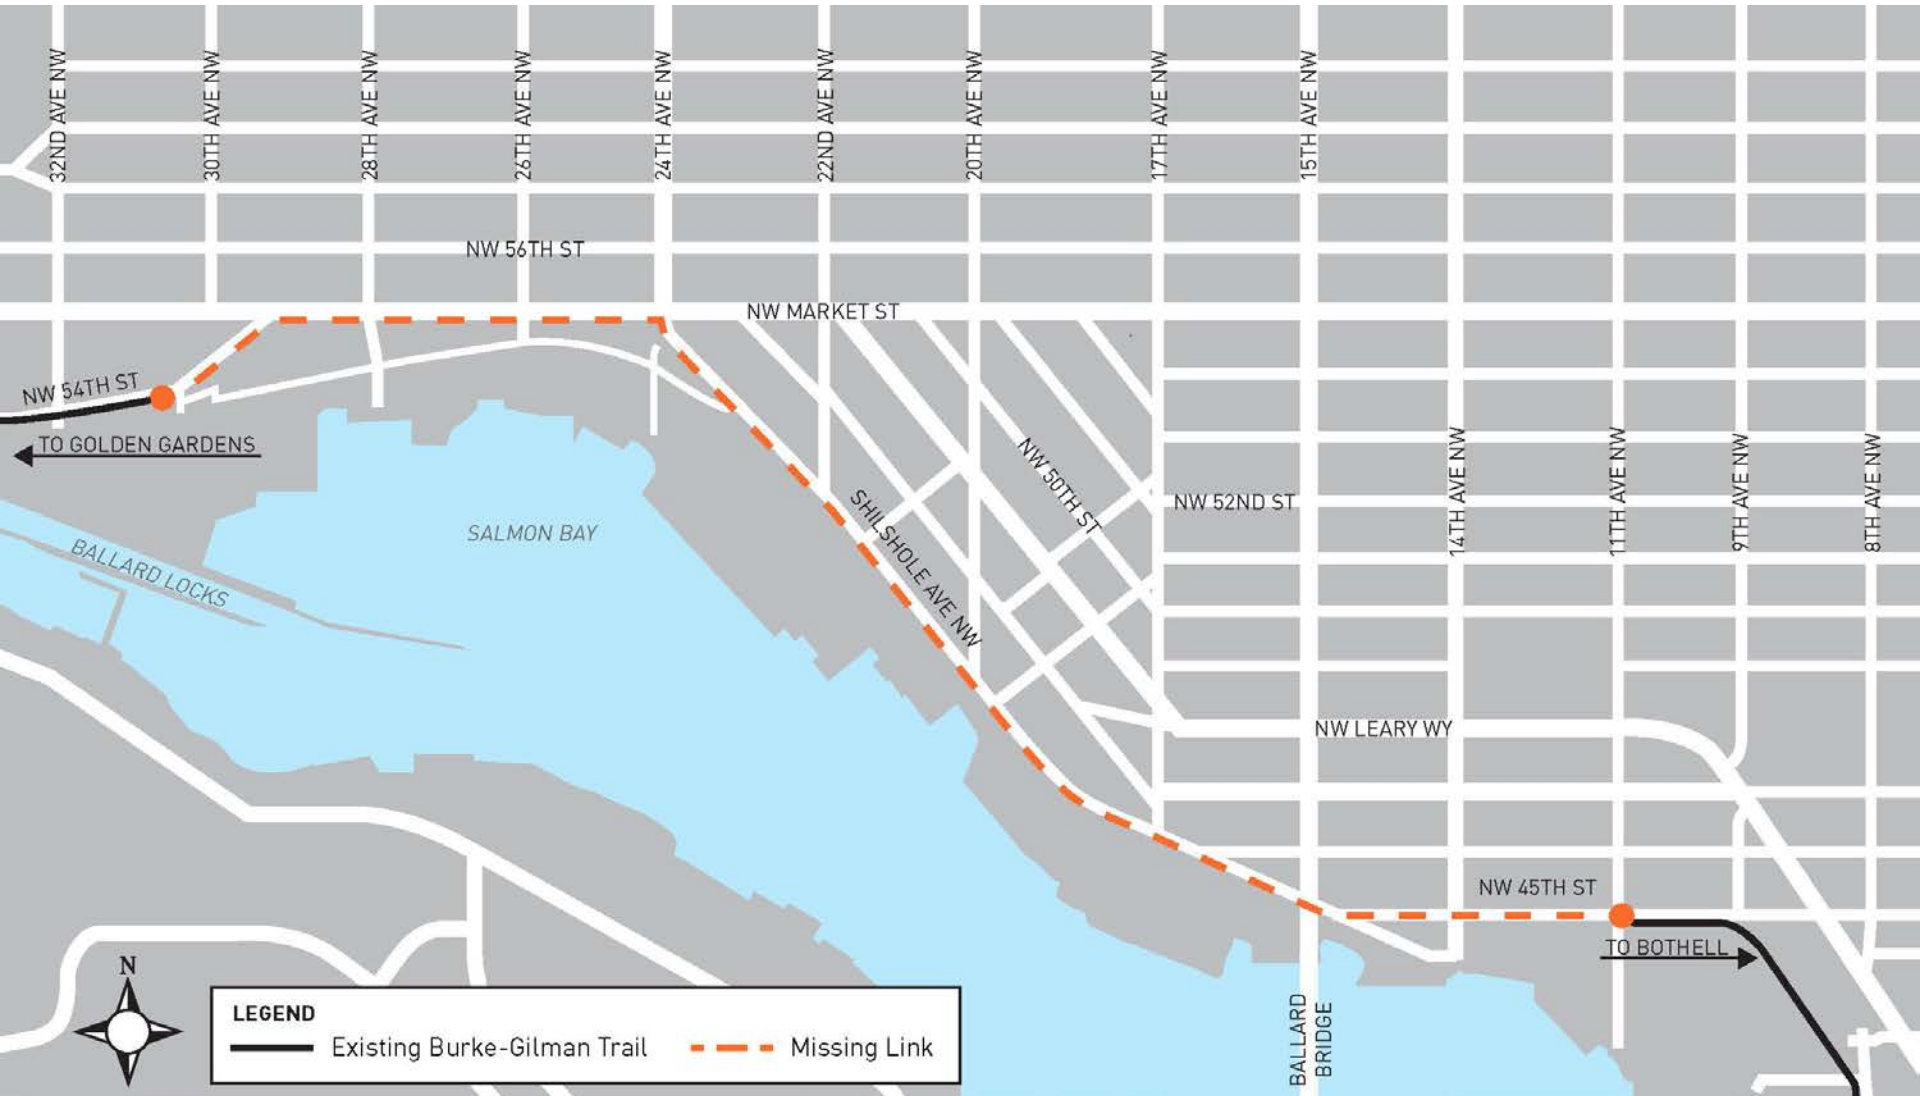 32ND AVE NW
30TH AVE NW
28TH AVE NW
26TH AVE NW
24TH AVE NW
22ND AVE NW
20TH AVE NW
17TH AVE NW
15TH AVE NW
NW 56TH ST
NW MARKET ST
NW 54TH ST
TO GOLDEN GARDENS
BALLARD LOCKS
SALMON BAY
SHILSHOLE AVE NW
NW 50TH ST
NW 52ND ST
14TH AVE NW
11TH AVE NW
9TH AVE NW
8TH AVE NW
NW LEARY WY
NW 45TH ST
TO BOTHELL
BALLARD
BRIDGE
N
LEGEND
Existing Burke-Gilman Trail
Missing Link